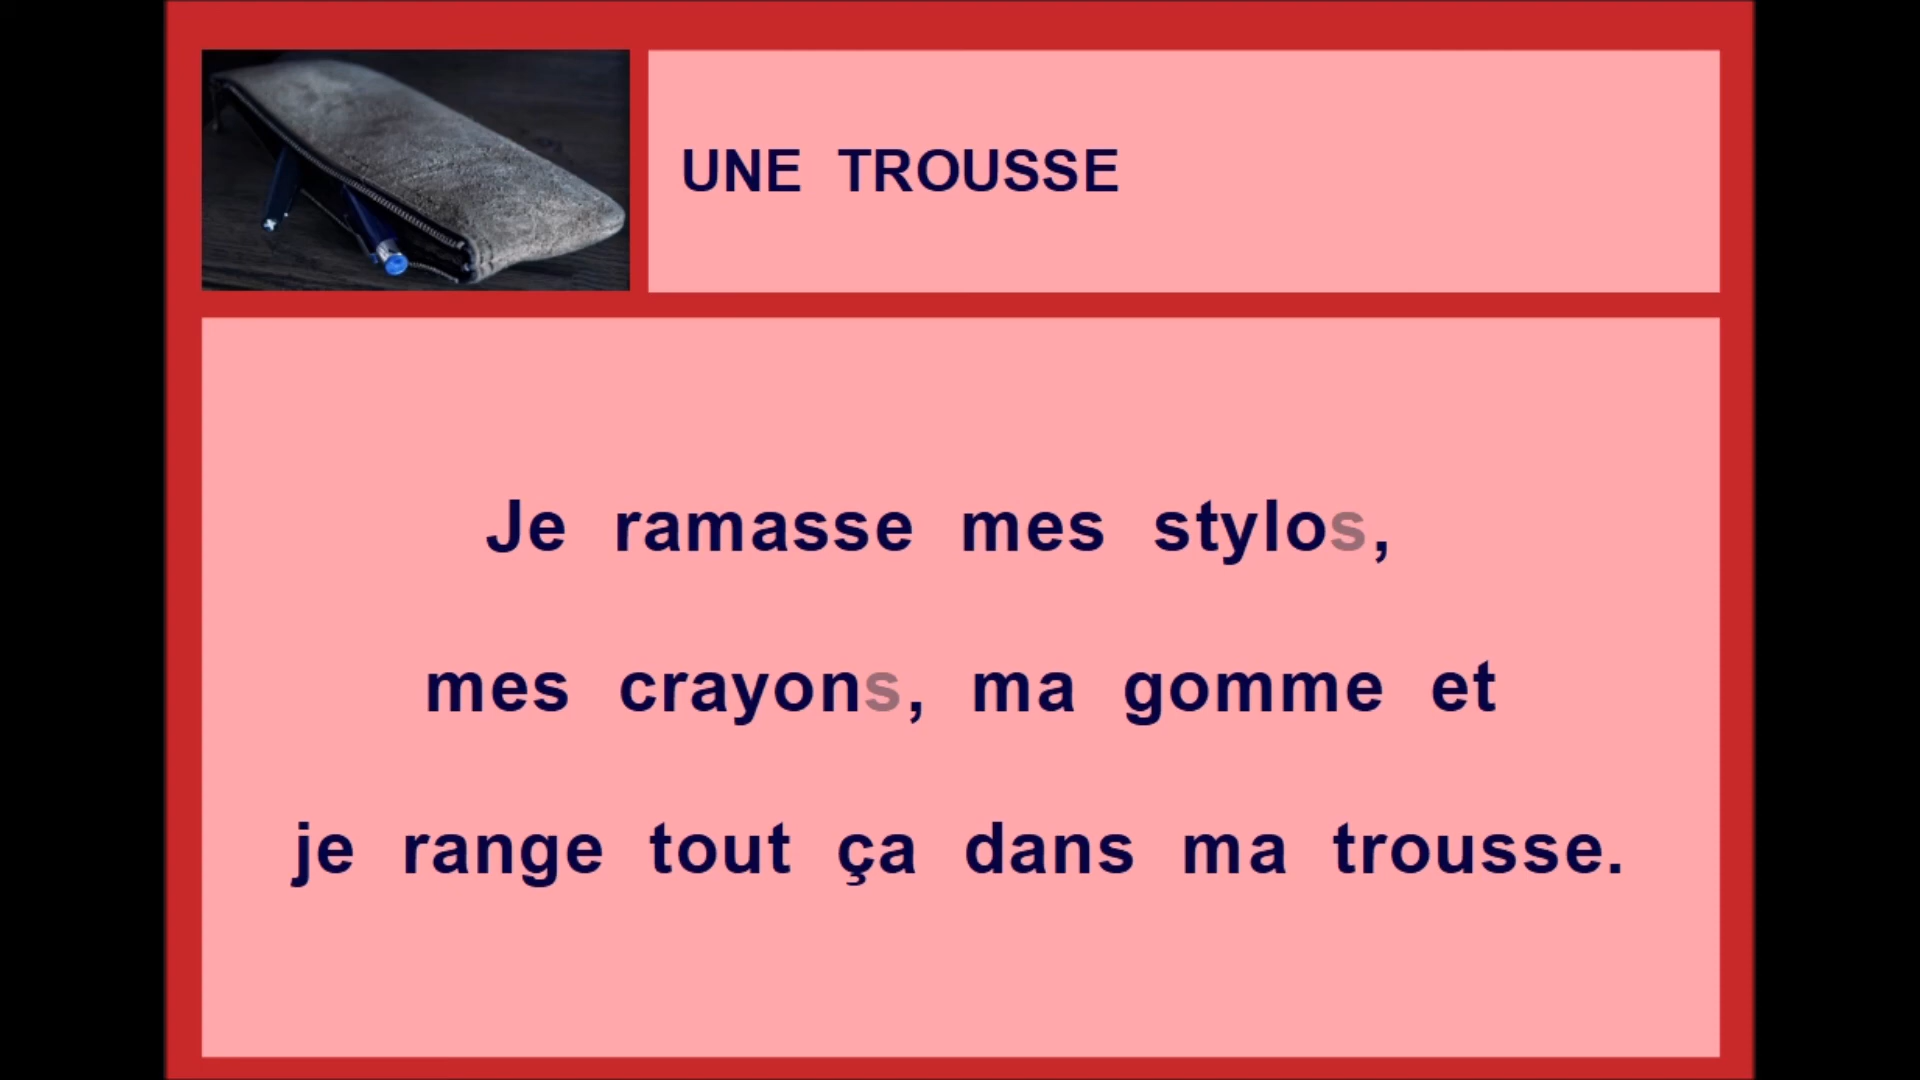 UNE TROUSSE
Je ramasse mes stylos,
mes crayons, ma gomme et
je range tout ça dans ma trousse.